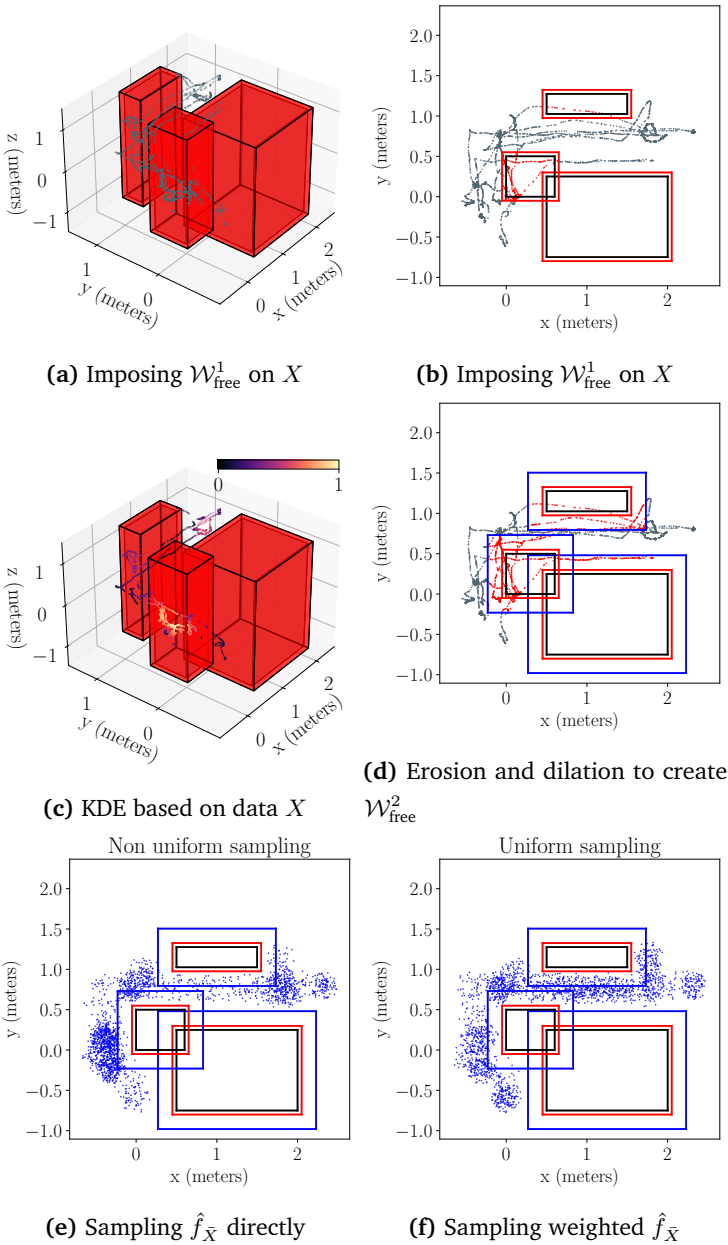 z (meters)
1
0
−1
1
0
y (meters)
0
1
2
x (meters)
y (meters)
2.0
1.5
1.0
0.5
0.0
−0.5
−1.0
0
1
2
x (meters)
(a) Imposing 𝒲¹_free on X
(b) Imposing 𝒲¹_free on X
0
1
z (meters)
1
0
−1
1
0
y (meters)
0
1
2
x (meters)
y (meters)
2.0
1.5
1.0
0.5
0.0
−0.5
−1.0
0
1
2
x (meters)
(c) KDE based on data X
(d) Erosion and dilation to create
𝒲²_free
Non uniform sampling
y (meters)
2.0
1.5
1.0
0.5
0.0
−0.5
−1.0
0
1
2
x (meters)
Uniform sampling
y (meters)
2.0
1.5
1.0
0.5
0.0
−0.5
−1.0
0
1
2
x (meters)
(e) Sampling f̂_X̄ directly
(f) Sampling weighted f̂_X̄